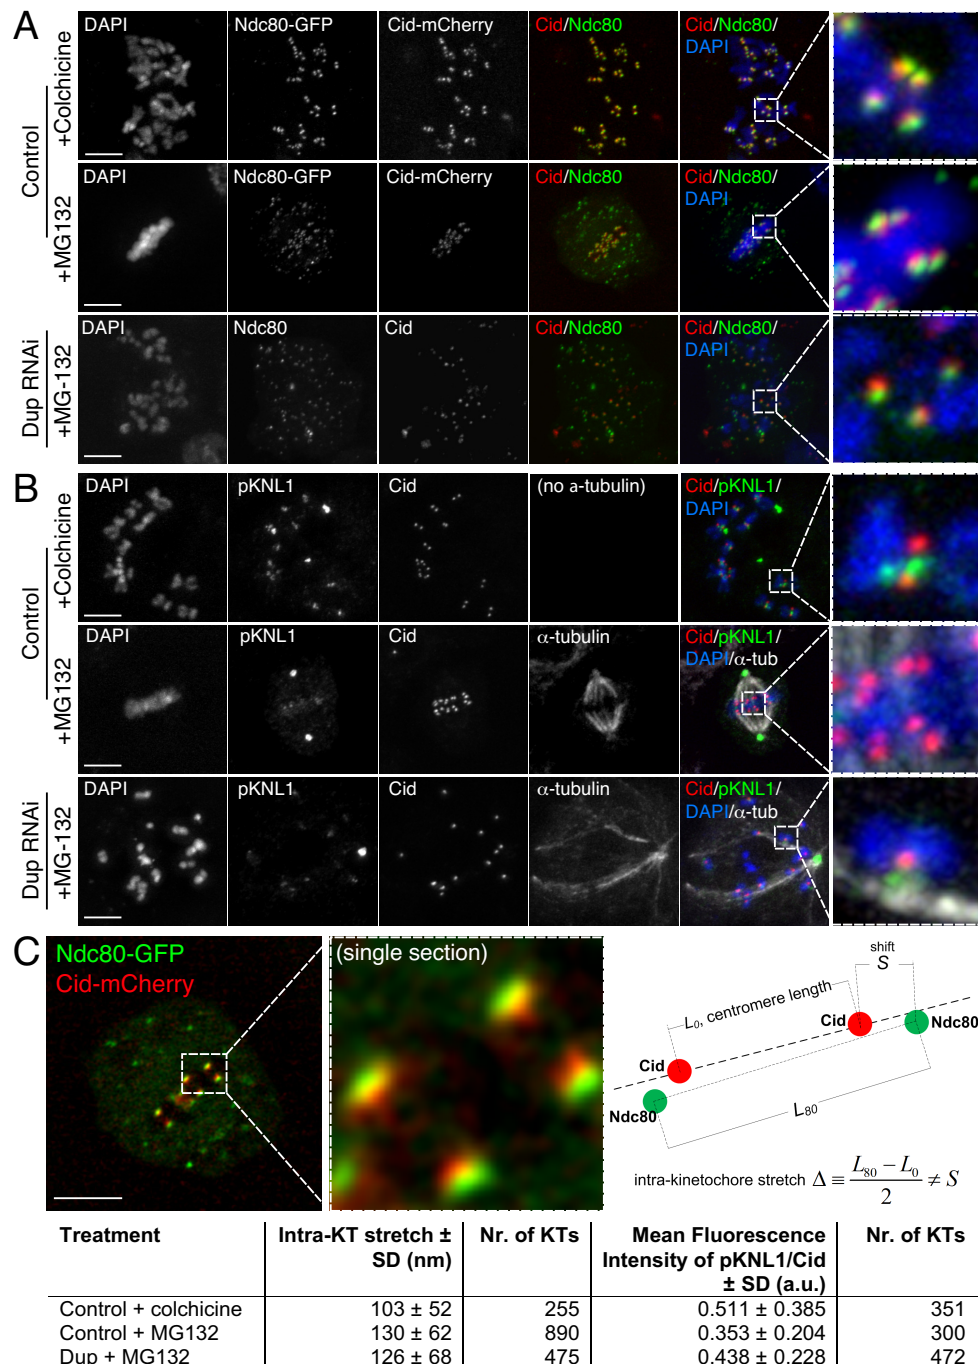 A
Control
+Colchicine
DAPI
Ndc80-GFP
Cid-mCherry
Cid/Ndc80
Cid/Ndc80/
DAPI
+MG132
DAPI
Ndc80-GFP
Cid-mCherry
Cid/Ndc80
Cid/Ndc80/
DAPI
Dup RNAi
+MG-132
DAPI
Ndc80
Cid
Cid/Ndc80
Cid/Ndc80/
DAPI
B
Control
+Colchicine
DAPI
pKNL1
Cid
(no a-tubulin)
Cid/pKNL1/
DAPI
+MG132
DAPI
pKNL1
Cid
α-tubulin
Cid/pKNL1/
DAPI/α-tub
Dup RNAi
+MG-132
DAPI
pKNL1
Cid
α-tubulin
Cid/pKNL1/
DAPI/α-tub
C
Ndc80-GFP
Cid-mCherry
(single section)
shift
S
L0, centromere length
Cid
Ndc80
Cid
Ndc80
L80
intra-kinetochore stretch Δ ≡ (L80 − L0)/2 ≠ S
Treatment Intra-KT stretch ± SD (nm) Nr. of KTs Mean Fluorescence Intensity of pKNL1/Cid ± SD (a.u.) Nr. of KTs
Control + colchicine 103 ± 52 255 0.511 ± 0.385 351
Control + MG132 130 ± 62 890 0.353 ± 0.204 300
Dup + MG132 126 ± 68 475 0.438 ± 0.228 472